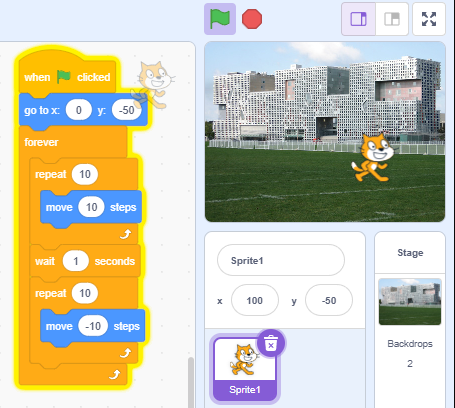 when clicked
go to x: 0 y: -50
forever
repeat 10
move 10 steps
wait 1 seconds
repeat 10
move -10 steps
Sprite1
x 100 y -50
Sprite1
Stage
Backdrops
2